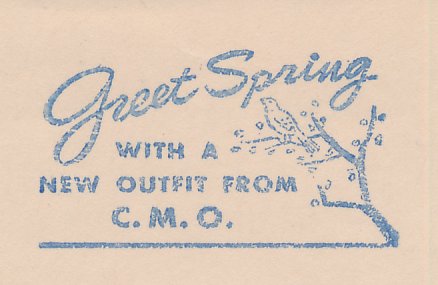 Greet Spring
WITH A
NEW OUTFIT FROM
C. M. O.